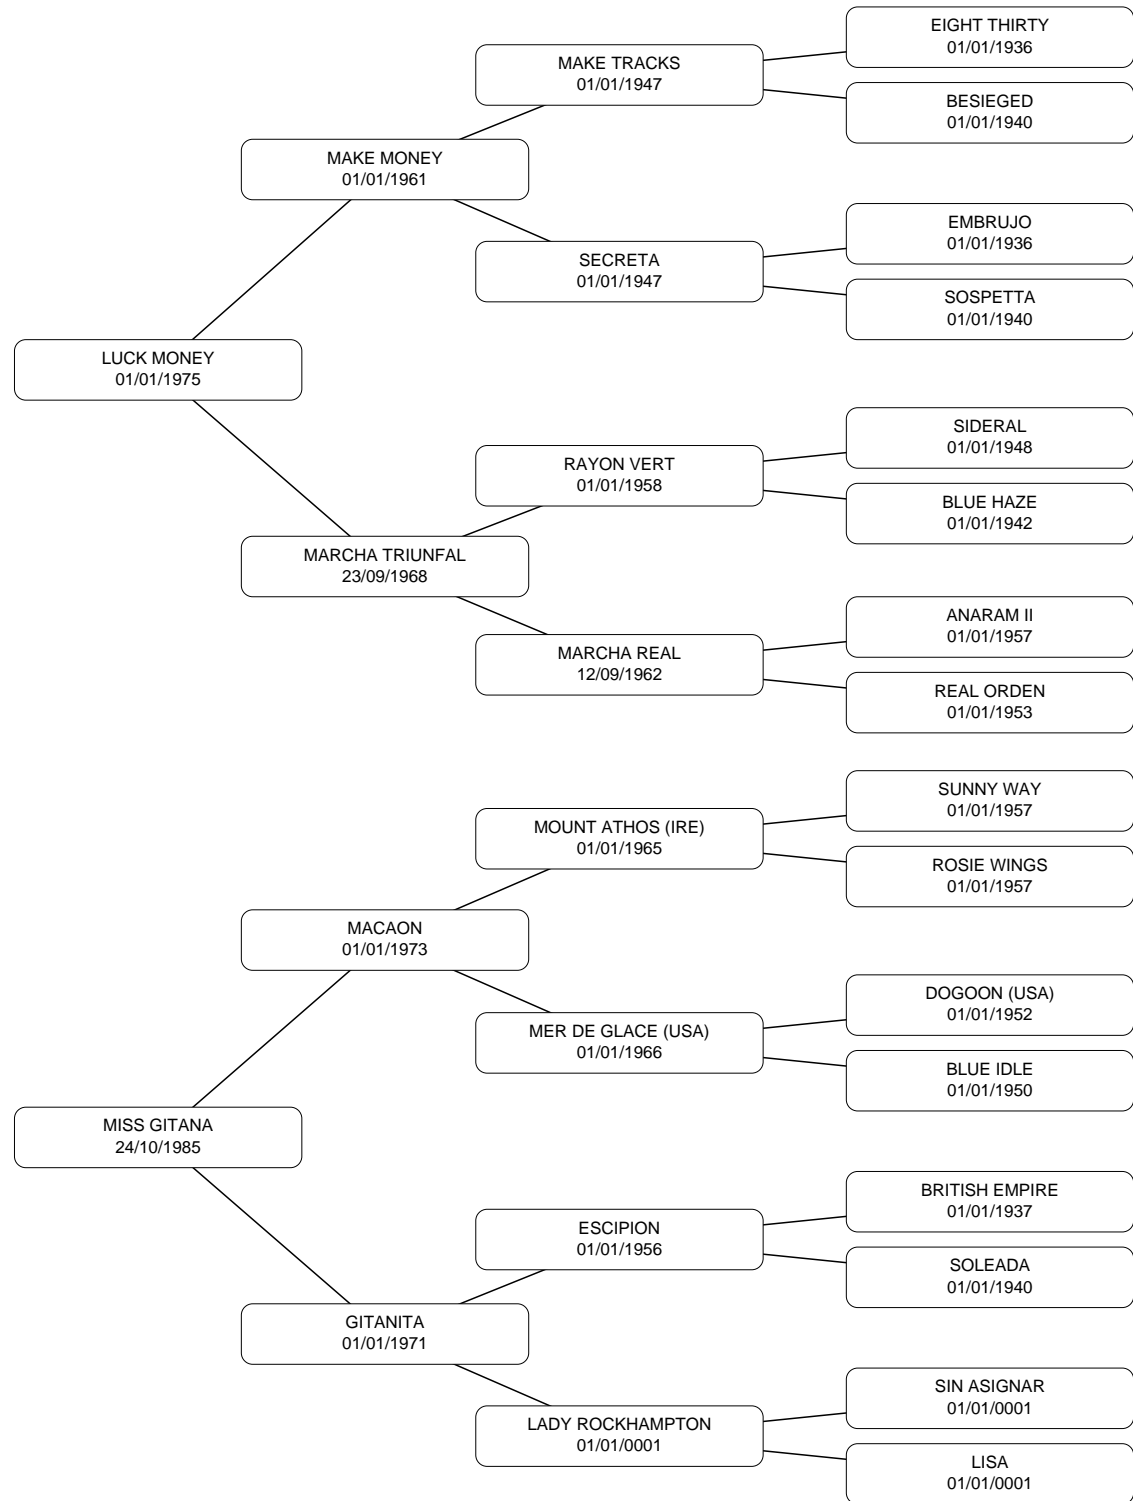 EIGHT THIRTY
01/01/1936
MAKE TRACKS
01/01/1947
BESIEGED
01/01/1940
MAKE MONEY
01/01/1961
EMBRUJO
01/01/1936
SECRETA
01/01/1947
SOSPETTA
01/01/1940
LUCK MONEY
01/01/1975
SIDERAL
01/01/1948
RAYON VERT
01/01/1958
BLUE HAZE
01/01/1942
MARCHA TRIUNFAL
23/09/1968
ANARAM II
01/01/1957
MARCHA REAL
12/09/1962
REAL ORDEN
01/01/1953
SUNNY WAY
01/01/1957
MOUNT ATHOS (IRE)
01/01/1965
ROSIE WINGS
01/01/1957
MACAON
01/01/1973
DOGOON (USA)
01/01/1952
MER DE GLACE (USA)
01/01/1966
BLUE IDLE
01/01/1950
MISS GITANA
24/10/1985
BRITISH EMPIRE
01/01/1937
ESCIPION
01/01/1956
SOLEADA
01/01/1940
GITANITA
01/01/1971
SIN ASIGNAR
01/01/0001
LADY ROCKHAMPTON
01/01/0001
LISA
01/01/0001